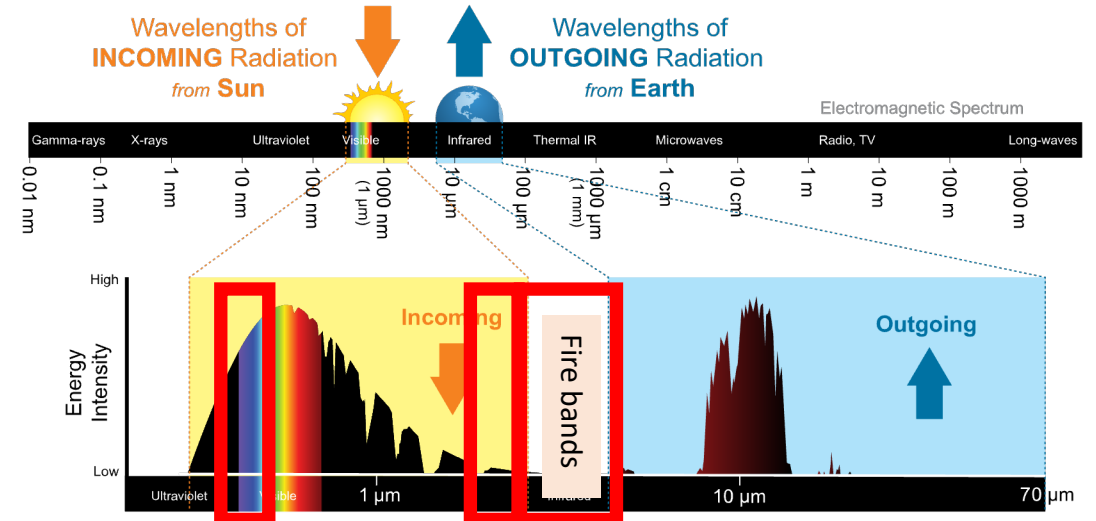 Wavelengths of
INCOMING Radiation
from Sun
Wavelengths of
OUTGOING Radiation
from Earth
Electromagnetic Spectrum
Gamma-rays X-rays Ultraviolet Visible Infrared Thermal IR Microwaves Radio, TV Long-waves
0.01 nm
0.1 nm
1 nm
10 nm
100 nm
1000 nm
(1 µm)
10 µm
100 µm
1000 µm
(1 mm)
1 cm
10 cm
1 m
10 m
100 m
1000 m
High
Energy
Intensity
Low
Incoming
Fire bands
Outgoing
Ultraviolet Visible 1 µm Infrared 10 µm 70 µm